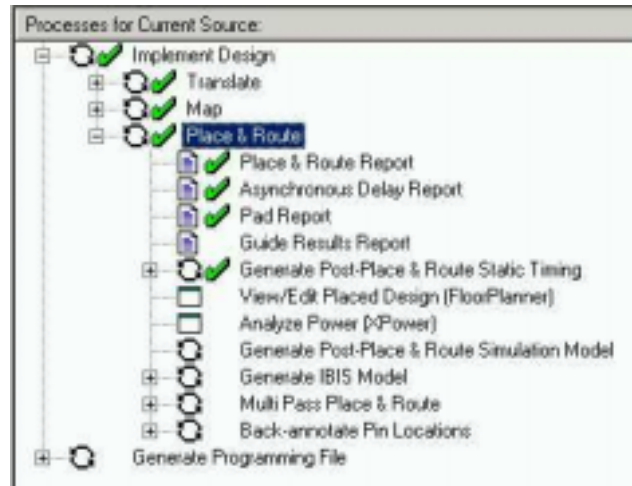 Processes for Current Source:
Implement Design
Translate
Map
Place & Route
Place & Route Report
Asynchronous Delay Report
Pad Report
Guide Results Report
Generate Post-Place & Route Static Timing
View/Edit Placed Design (FloorPlanner)
Analyze Power (XPower)
Generate Post-Place & Route Simulation Model
Generate IBIS Model
Multi Pass Place & Route
Back-annotate Pin Locations
Generate Programming File